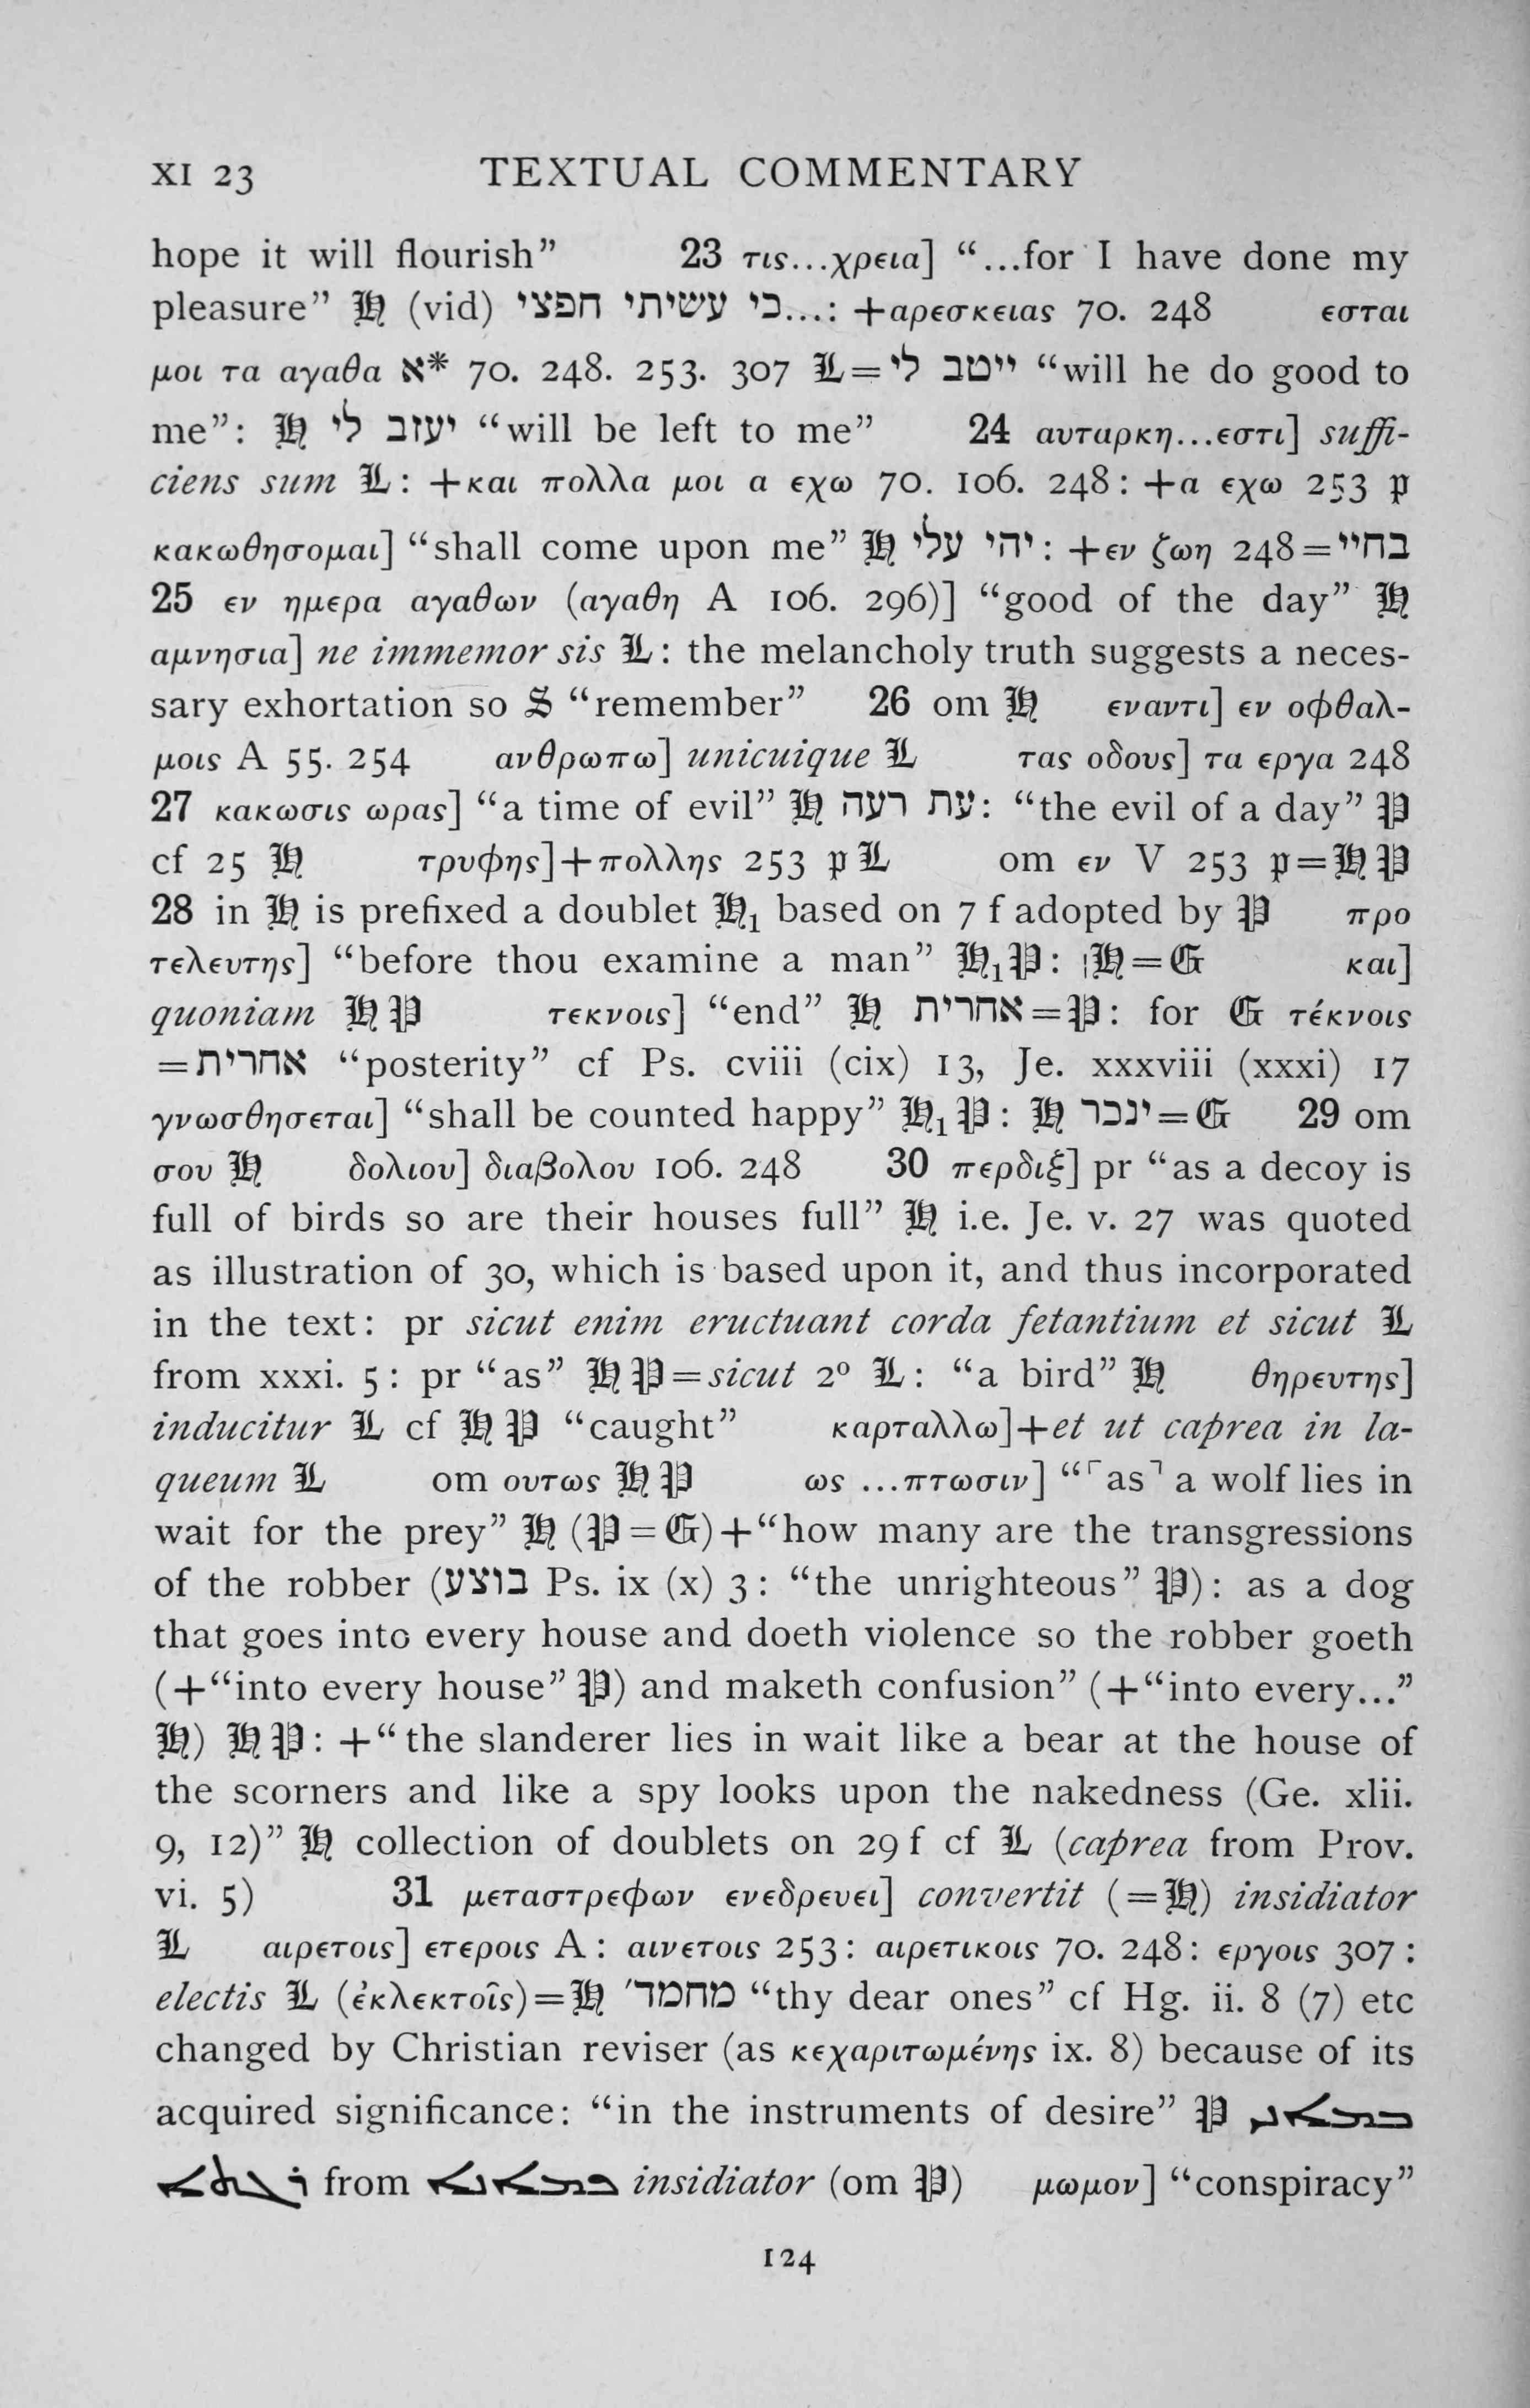 XI 23 TEXTUAL COMMENTARY
hope it will flourish” 23 τις...χρεια] “...for I have done my
pleasure” 𝕳 (vid) כי עשיתי חפצי...: +αρεσκειας 70. 248 εσται
μοι τα αγαθα א* 70. 248. 253. 307 𝕷=ייטב לי “will he do good to
me”: 𝕳 יעזב לי “will be left to me” 24 αυταρκη...εστι] suffi-
ciens sum 𝕷: +και πολλα μοι α εχω 70. 106. 248: +α εχω 253 𝖕
κακωθησομαι] “shall come upon me” 𝕳 יהי עלי: +εν ζωη 248=בחיי
25 εν ημερα αγαθων (αγαθη A 106. 296)] “good of the day” 𝕳
αμνησια] ne immemor sis 𝕷: the melancholy truth suggests a neces-
sary exhortation so 𝕾 “remember” 26 om 𝕳 εναντι] εν οφθαλ-
μοις A 55. 254 ανθρωπω] unicuique 𝕷 τας οδους] τα εργα 248
27 κακωσις ωρας] “a time of evil” 𝕳 עת רעה: “the evil of a day” 𝕻
cf 25 𝕳 τρυφης]+πολλης 253 𝖕 𝕷 om εν V 253 𝖕=𝕳 𝕻
28 in 𝕳 is prefixed a doublet 𝕳₁ based on 7 f adopted by 𝕻 προ
τελευτης] “before thou examine a man” 𝕳₁𝕻: 𝕳=𝕲 και]
quoniam 𝕳 𝕻 τεκνοις] “end” 𝕳 אחרית=𝕻: for 𝕲 τέκνοις
=אחרית “posterity” cf Ps. cviii (cix) 13, Je. xxxviii (xxxi) 17
γνωσθησεται] “shall be counted happy” 𝕳₁ 𝕻: 𝕳 ינכר=𝕲 29 om
σου 𝕳 δολιου] διαβολου 106. 248 30 περδιξ] pr “as a decoy is
full of birds so are their houses full” 𝕳 i.e. Je. v. 27 was quoted
as illustration of 30, which is based upon it, and thus incorporated
in the text: pr sicut enim eructuant corda fetantium et sicut 𝕷
from xxxi. 5: pr “as” 𝕳 𝕻=sicut 2º 𝕷: “a bird” 𝕳 θηρευτης]
inducitur 𝕷 cf 𝕳 𝕻 “caught” καρταλλω]+et ut caprea in la-
queum 𝕷 om ουτως 𝕳 𝕻 ως ...πτωσιν] “⌜as⌝ a wolf lies in
wait for the prey” 𝕳 (𝕻=𝕲)+“how many are the transgressions
of the robber (בוצע Ps. ix (x) 3: “the unrighteous” 𝕻): as a dog
that goes into every house and doeth violence so the robber goeth
(+“into every house” 𝕻) and maketh confusion” (+“into every...”
𝕳) 𝕳 𝕻: +“the slanderer lies in wait like a bear at the house of
the scorners and like a spy looks upon the nakedness (Ge. xlii.
9, 12)” 𝕳 collection of doublets on 29 f cf 𝕷 (caprea from Prov.
vi. 5) 31 μεταστρεφων ενεδρευει] convertit (=𝕳) insidiator
𝕷 αιρετοις] ετεροις A: αινετοις 253: αιρετικοις 70. 248: εργοις 307:
electis 𝕷 (ἐκλεκτοῖς)=𝕳 מחמד׳ “thy dear ones” cf Hg. ii. 8 (7) etc
changed by Christian reviser (as κεχαριτωμένης ix. 8) because of its
acquired significance: “in the instruments of desire” 𝕻
from insidiator (om 𝕻) μωμον] “conspiracy”
124